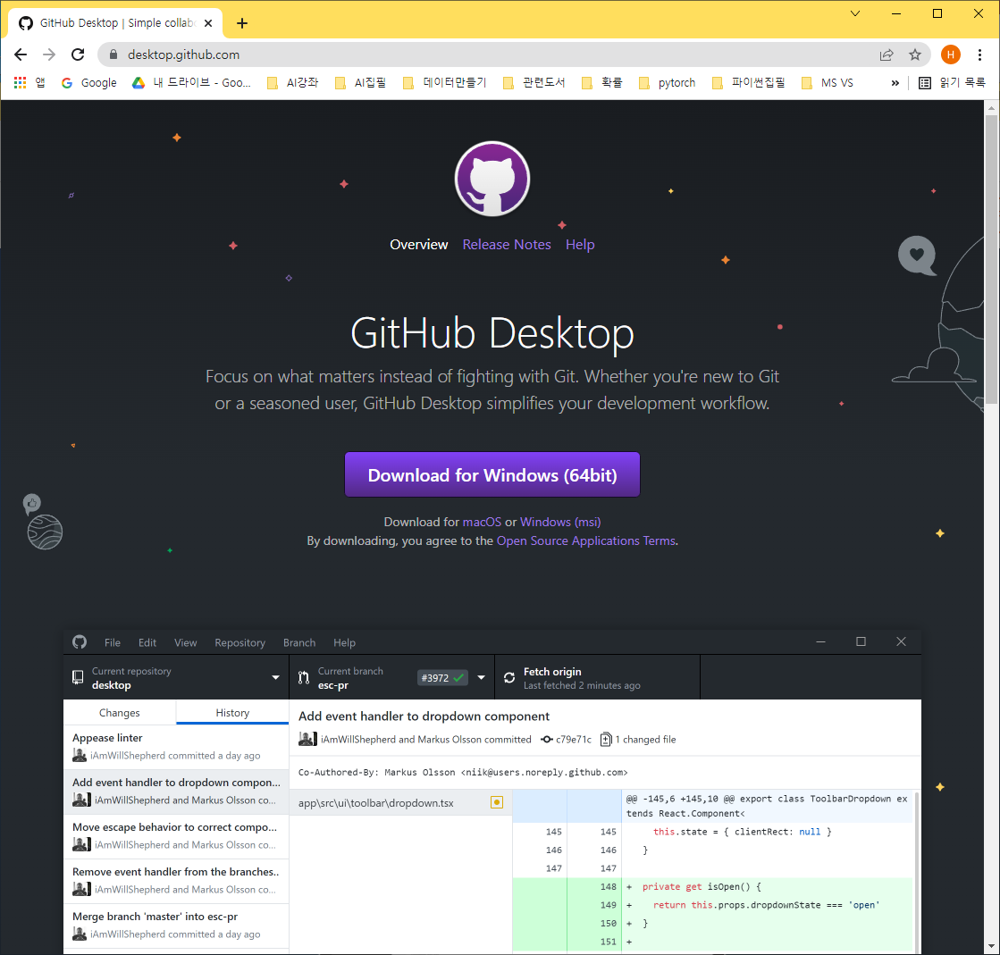 GitHub Desktop | Simple collab
desktop.github.com
H
앱 Google 내 드라이브 - Goo... AI강좌 AI집필 데이터만들기 관련도서 확률 pytorch 파이썬집필 MS VS » 읽기 목록
Overview Release Notes Help
GitHub Desktop
Focus on what matters instead of fighting with Git. Whether you're new to Git
or a seasoned user, GitHub Desktop simplifies your development workflow.
Download for Windows (64bit)
Download for macOS or Windows (msi)
By downloading, you agree to the Open Source Applications Terms.
File Edit View Repository Branch Help
Current repository
desktop
Current branch
esc-pr
#3972
Fetch origin
Last fetched 2 minutes ago
Changes History
Appease linter
iAmWillShepherd committed a day ago
Add event handler to dropdown compon...
iAmWillShepherd and Markus Olsson co...
Move escape behavior to correct compo...
iAmWillShepherd and Markus Olsson co...
Remove event handler from the branches..
iAmWillShepherd and Markus Olsson co...
Merge branch 'master' into esc-pr
iAmWillShepherd committed a day ago
Add event handler to dropdown component
iAmWillShepherd and Markus Olsson committed c79e71c 1 changed file
Co-Authored-By: Markus Olsson <niik@users.noreply.github.com>
app\src\ui\toolbar\dropdown.tsx
@@ -145,6 +145,10 @@ export class ToolbarDropdown ex
tends React.Component<
145 145 this.state = { clientRect: null }
146 146 }
147 147
148 + private get isOpen() {
149 + return this.props.dropdownState === 'open'
150 + }
151 +